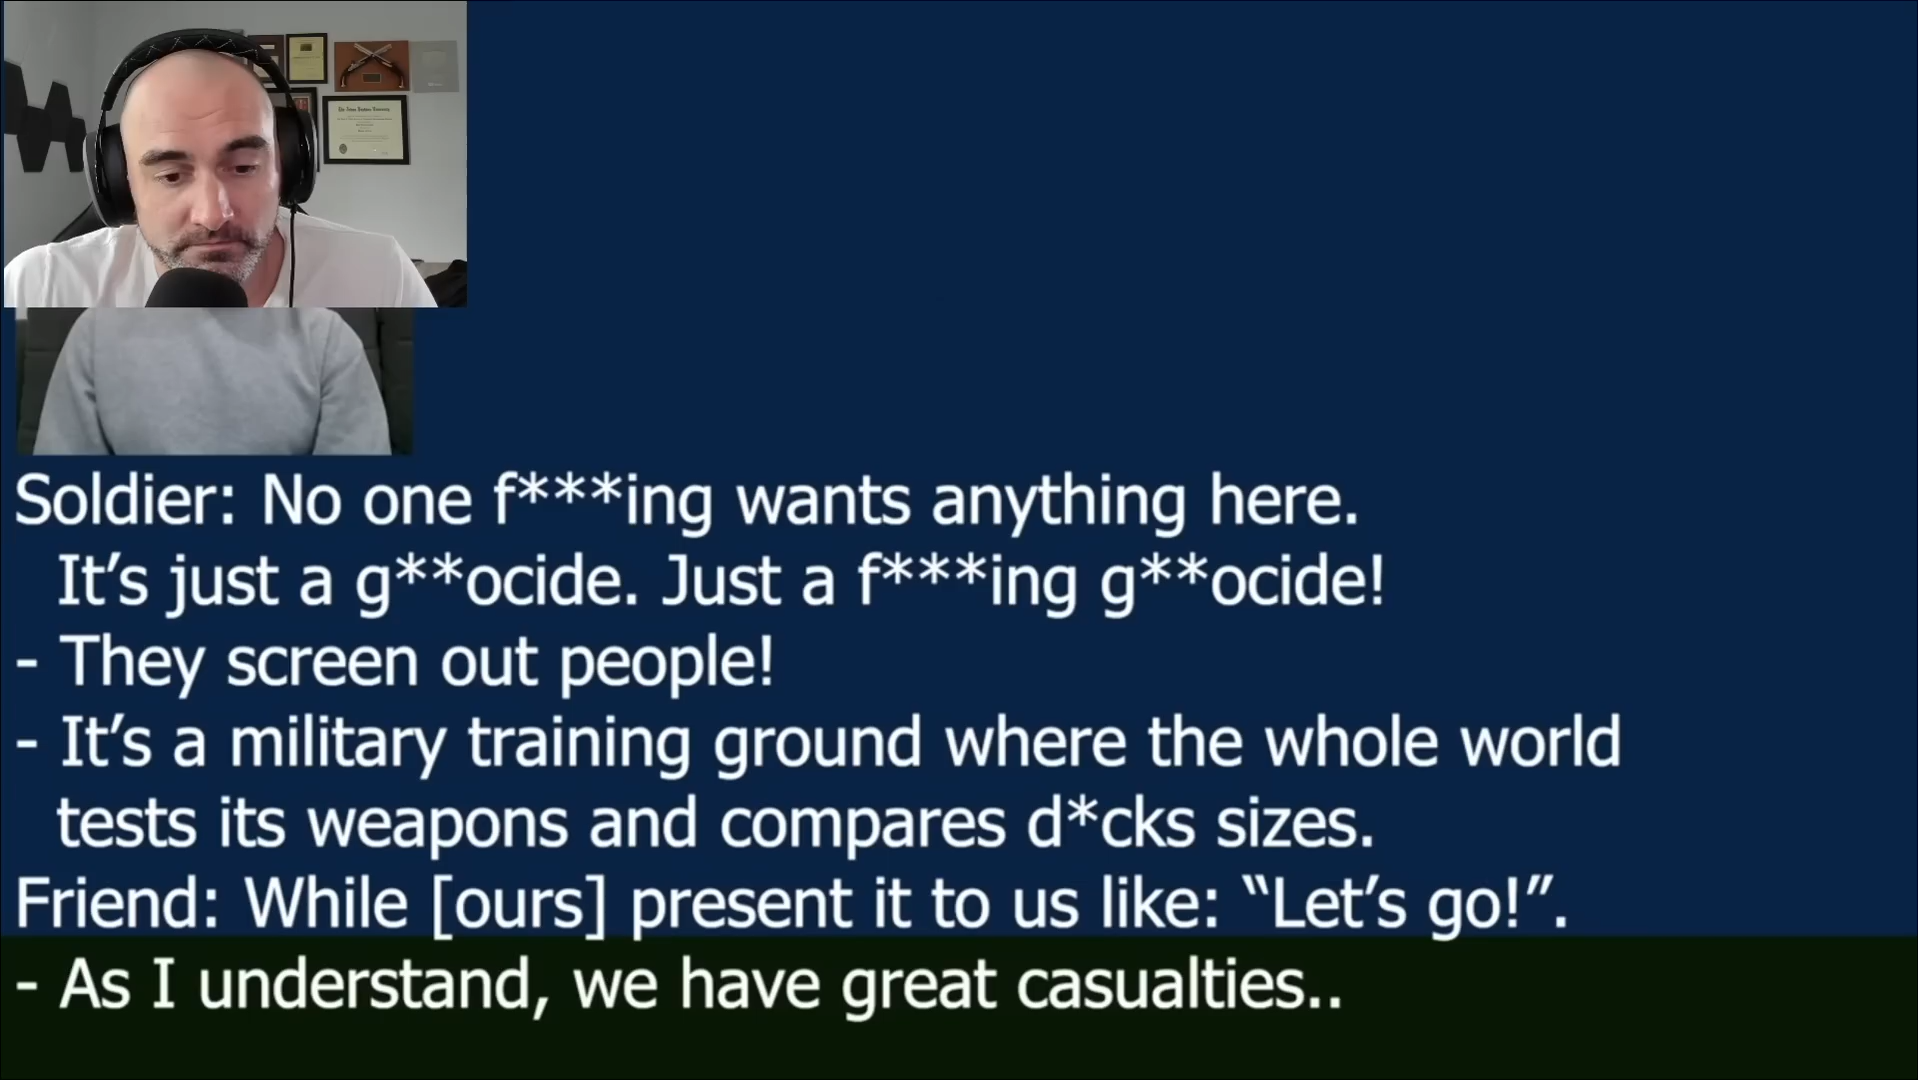 Soldier: No one f***ing wants anything here.
It’s just a g**ocide. Just a f***ing g**ocide!
- They screen out people!
- It’s a military training ground where the whole world
tests its weapons and compares d*cks sizes.
Friend: While [ours] present it to us like: “Let’s go!”.
- As I understand, we have great casualties..